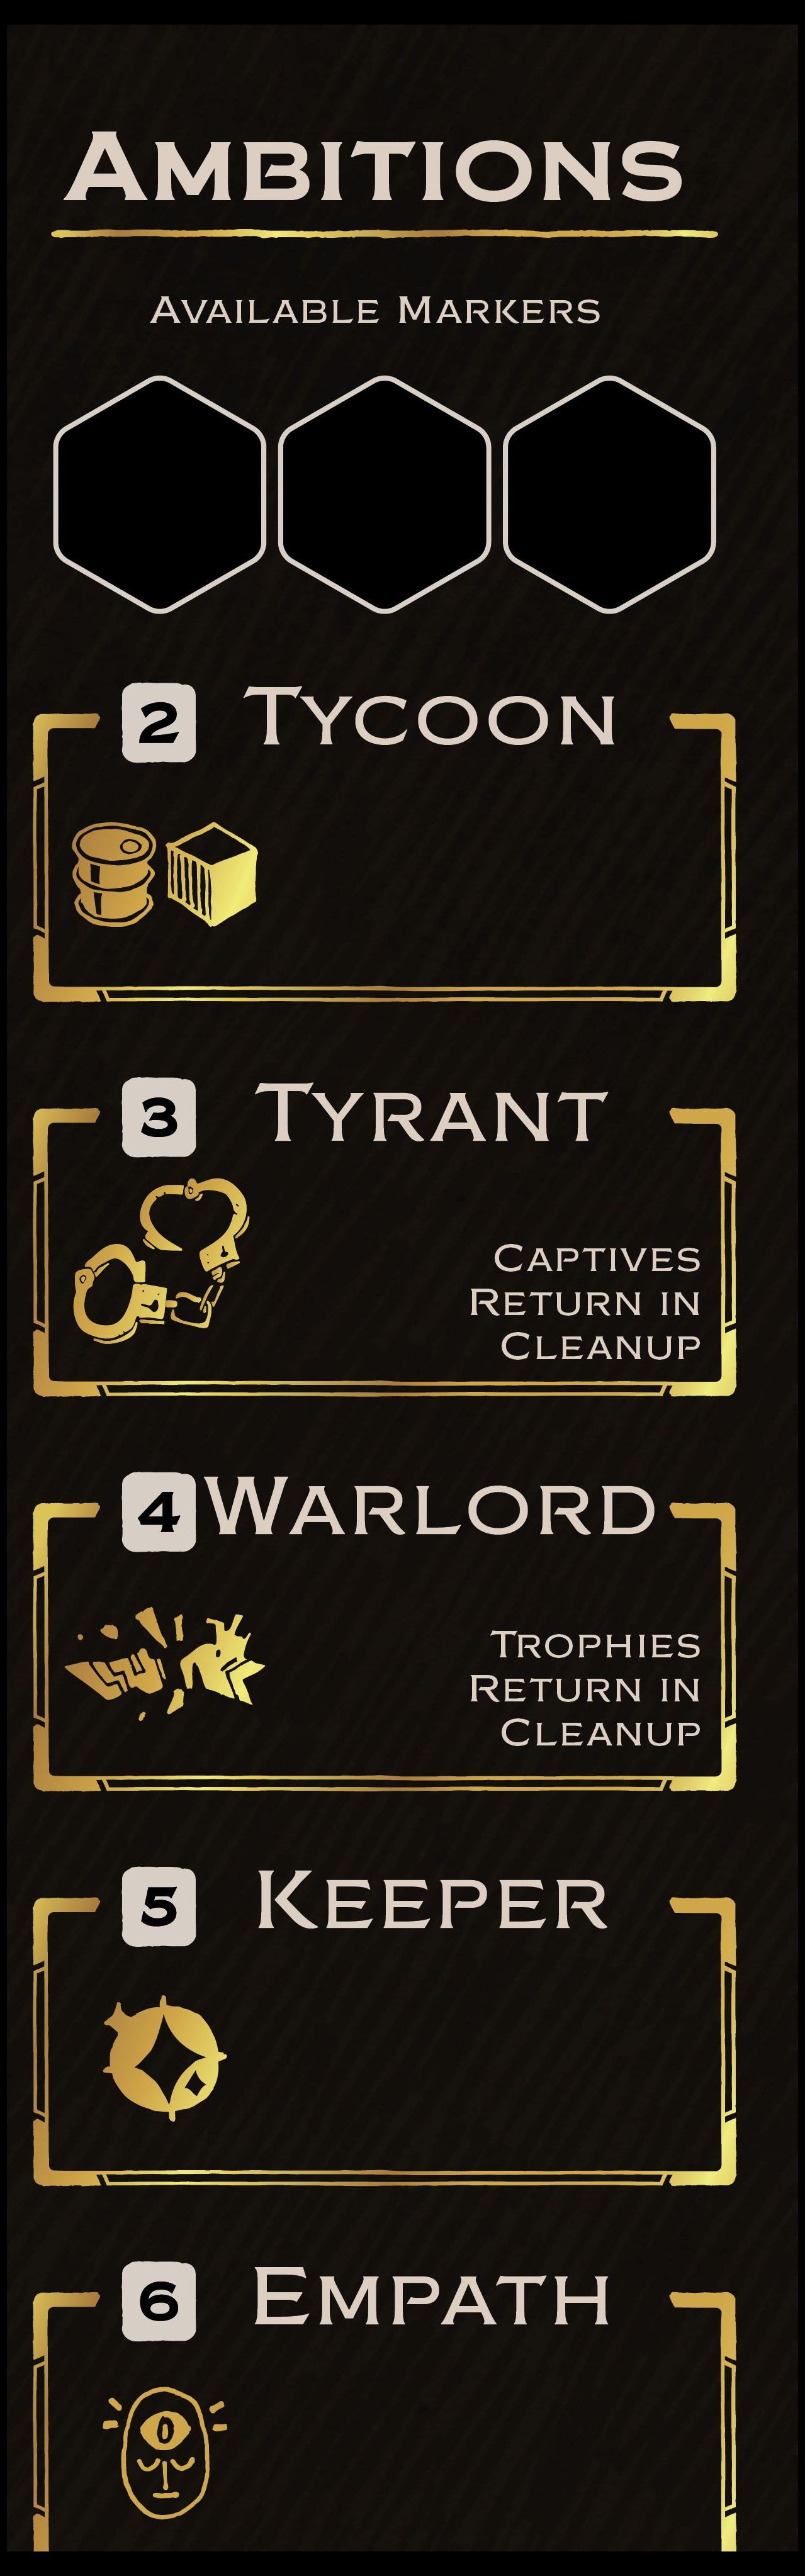 Ambitions
Available Markers
2 Tycoon
3 Tyrant
Captives
Return in
Cleanup
4 Warlord
Trophies
Return in
Cleanup
5 Keeper
6 Empath